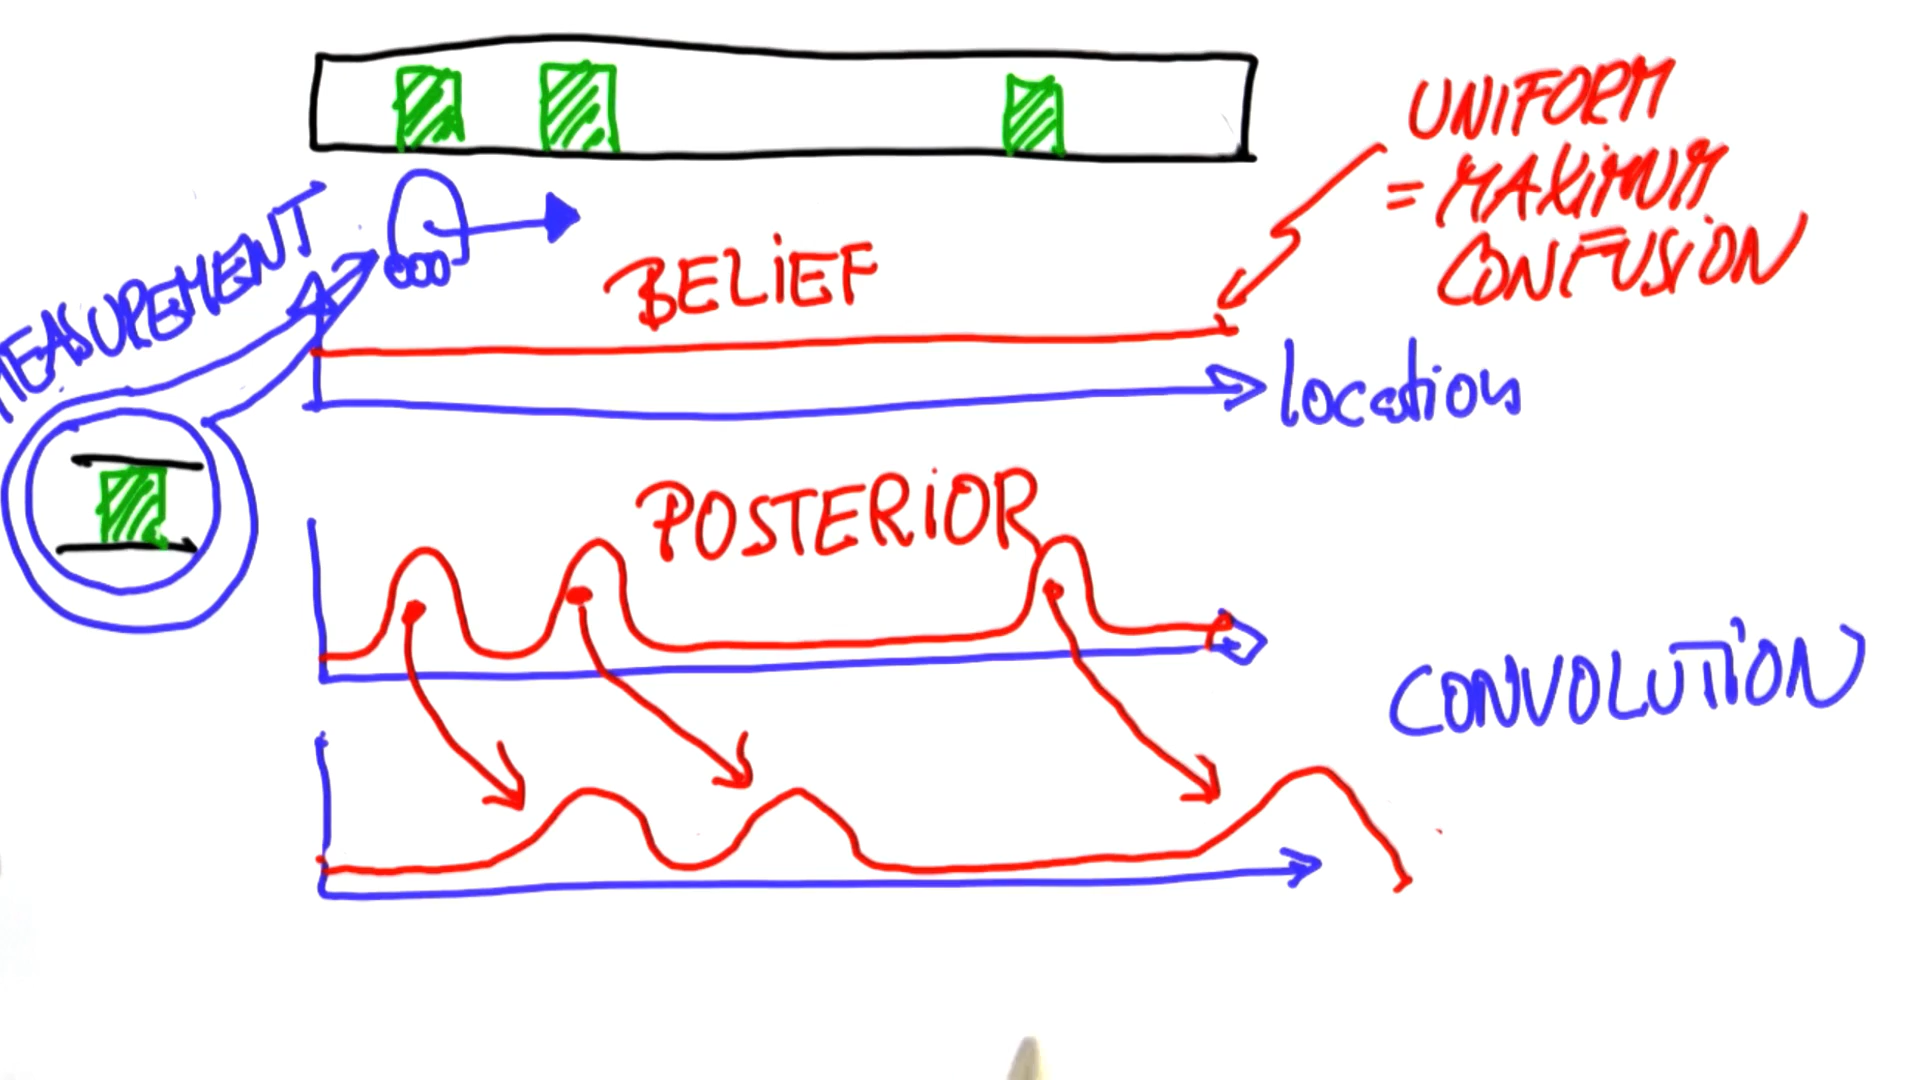 UNIFORM
= MAXIMUM
CONFUSION
MEASUREMENT
BELIEF
location
POSTERIOR
CONVOLUTION